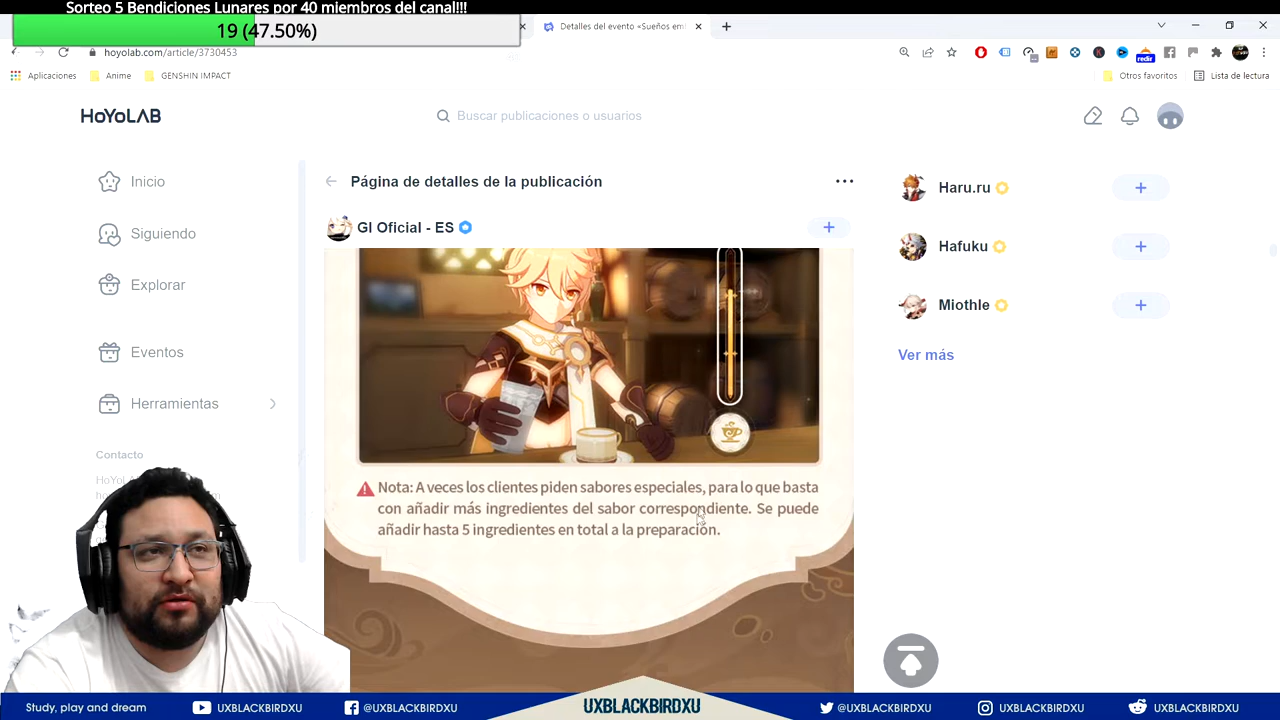 Sorteo 5 Bendiciones Lunares por 40 miembros del canal!!!
19 (47.50%)
Detalles del evento «Sueños em
hoyolab.com/article/3730453
redir
Aplicaciones
Anime
GENSHIN IMPACT
Otros favoritos
Lista de lectura
HoYoLAB
Buscar publicaciones o usuarios
Inicio
Siguiendo
Explorar
Eventos
Herramientas
Contacto
Página de detalles de la publicación
GI Oficial - ES
Nota: A veces los clientes piden sabores especiales, para lo que basta
con añadir más ingredientes del sabor correspondiente. Se puede
añadir hasta 5 ingredientes en total a la preparación.
Haru.ru
Hafuku
Miothle
Ver más
Study, play and dream
UXBLACKBIRDXU
@UXBLACKBIRDXU
UXBLACKBIRDXU
@UXBLACKBIRDXU
UXBLACKBIRDXU
UXBLACKBIRDXU